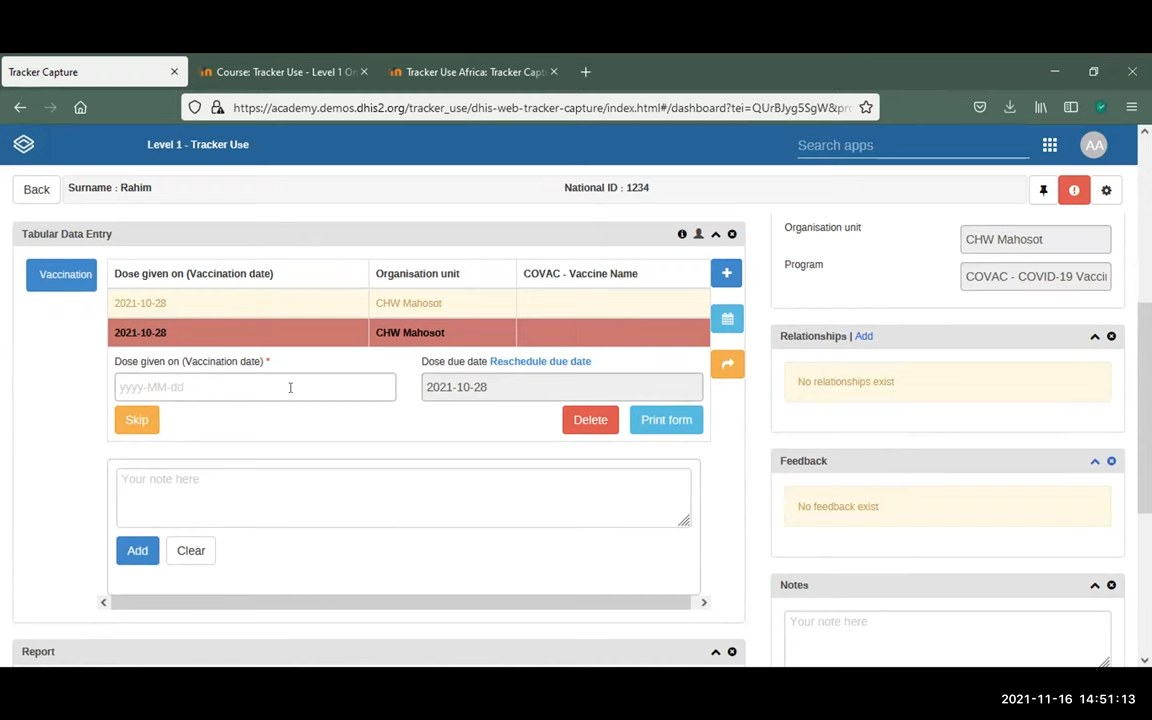 Tracker Capture
Course: Tracker Use - Level 1 On
Tracker Use Africa: Tracker Capt
https://academy.demos.dhis2.org/tracker_use/dhis-web-tracker-capture/index.html#/dashboard?tei=QUrBJyg5SgW&pro
Level 1 - Tracker Use
Search apps
AA
Back
Surname : Rahim
National ID : 1234
Tabular Data Entry
Vaccination
Dose given on (Vaccination date)
Organisation unit
COVAC - Vaccine Name
2021-10-28
CHW Mahosot
2021-10-28
CHW Mahosot
Dose given on (Vaccination date) *
Dose due date Reschedule due date
yyyy-MM-dd
2021-10-28
Skip
Delete
Print form
Your note here
Add
Clear
Report
Organisation unit
CHW Mahosot
Program
COVAC - COVID-19 Vacci
Relationships | Add
No relationships exist
Feedback
No feedback exist
Notes
Your note here
2021-11-16 14:51:13